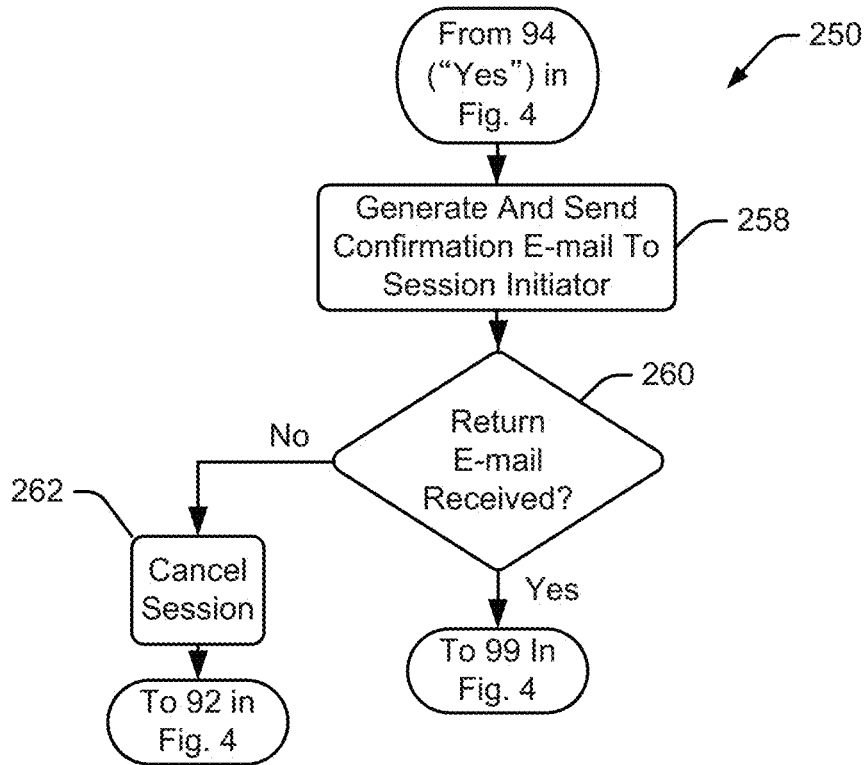 From 94
("Yes") in
Fig. 4
250
Generate And Send
Confirmation E-mail To
Session Initiator
258
260
Return
E-mail
Received?
No
262
Cancel
Session
Yes
To 99 In
Fig. 4
To 92 in
Fig. 4